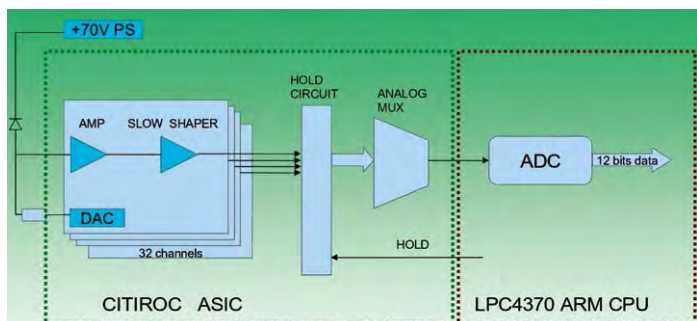 +70V PS
HOLD
CIRCUIT
ANALOG
MUX
AMP
SLOW SHAPER
ADC
12 bits data
DAC
32 channels
HOLD
CITIROC ASIC
LPC4370 ARM CPU